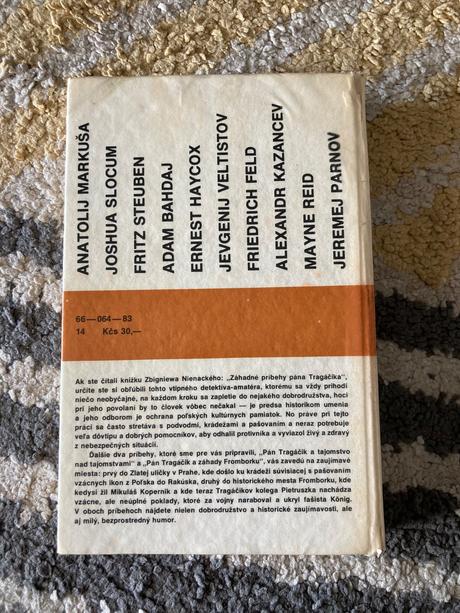 ANATOLIJ MARKUŠA
JOSHUA SLOCUM
FRITZ STEUBEN
ADAM BAHDAJ
ERNEST HAYCOX
JEVGENIJ VELTISTOV
FRIEDRICH FELD
ALEXANDR KAZANCEV
MAYNE REID
JEREMEJ PARNOV
66—064—83
14 Kčs 30,—
Ak ste čítali knižku Zbigniewa Nienackého: „Záhadné príbehy pána Tragáčika",
určite ste si obľúbili tohto vtipného detektíva-amatéra, ktorému sa vždy prihodí
niečo neobyčajné, na každom kroku sa zapletie do nejakého dobrodružstva, hoci
pri jeho povolaní by to človek vôbec nečakal — je predsa historikom umenia
a jeho odborom je ochrana poľských kultúrnych pamiatok. No práve pri tejto
práci sa často stretáva s podvodmi, krádežami a pašovaním a neraz potrebuje
veľa dôvtipu a dobrých pomocníkov, aby odhalil protivníka a vyviazol živý a zdravý
z nebezpečných situácií.
Ďalšie dva príbehy, ktoré sme pre vás pripravili, „Pán Tragáčik a tajomstvo
nad tajomstvami" a „Pán Tragáčik a záhady Fromborku", vás zavedú na zaujímavé
miesta: prvý do Zlatej uličky v Prahe, kde došlo ku krádeži súvisiacej s pašovaním
vzácnych ikon z Poľska do Rakúska, druhý do historického mesta Fromborku, kde
kedysi žil Mikuláš Kopernik a kde teraz Tragáčikov kolega Pietruszka nachádza
vzácne, ale neúplné poklady, ktoré za vojny naraboval a ukryl fašista König.
V oboch príbehoch nájdete nielen dobrodružstvo a historické zaujímavosti, ale
aj milý, bezprostredný humor.